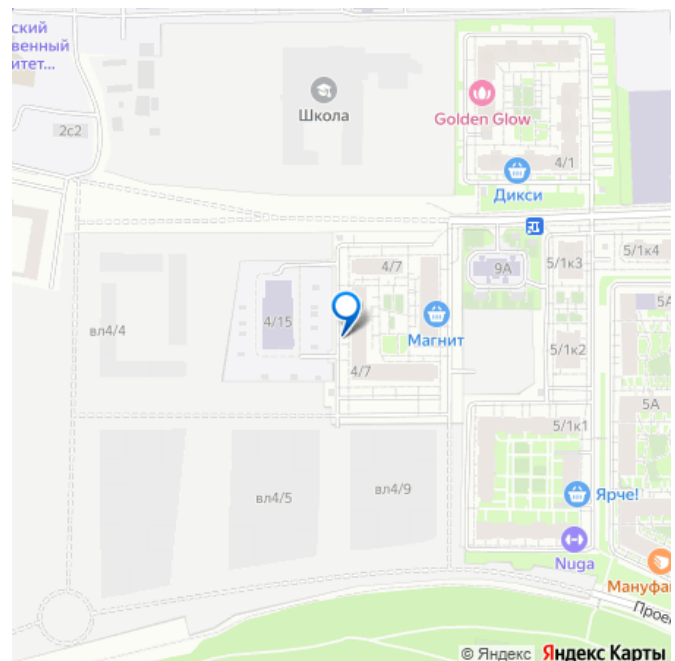 ский
венный
итет...
2с2
Школа
Golden Glow
4/1
Дикси
4/7
9А
5/1к3
5/1к4
5А
4/15
вл4/4
Магнит
4/7
5/1к2
5А
5/1к1
вл4/5
вл4/9
Ярче!
Nuga
Мануфа
Прое
© Яндекс Яндекс Карты